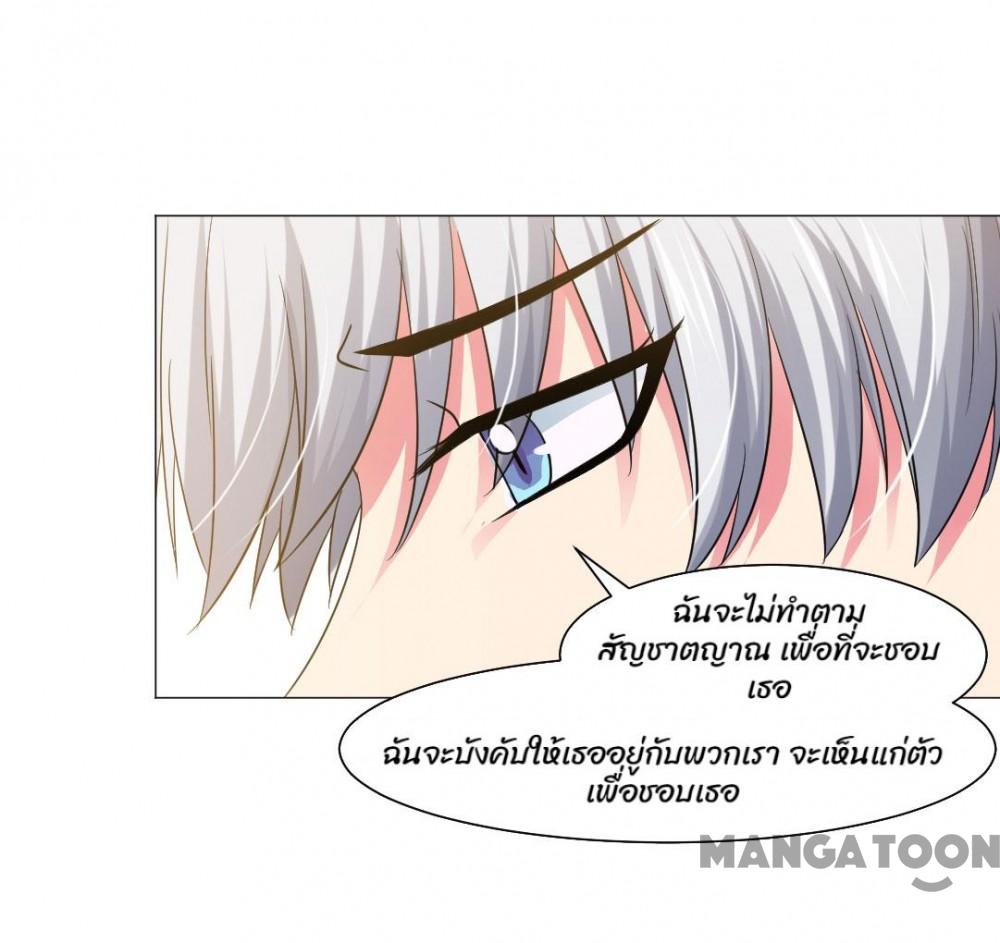 ฉันจะไม่ทำตาม
สัญชาตญาณ เพื่อที่จะชอบ
เธอ
ฉันจะบังคับให้เธออยู่กับพวกเรา จะเห็นแก่ตัว
เพื่อชอบเธอ
MANGATOON